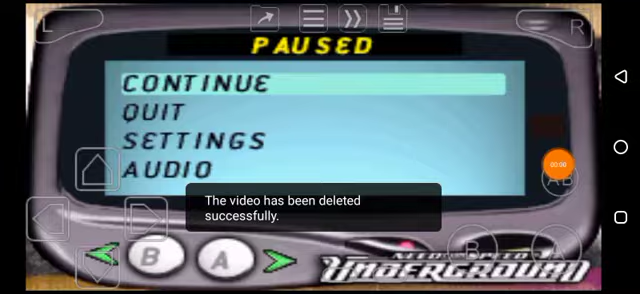 L
R
PAUSED
CONTINUE
QUIT
SETTINGS
AUDIO
00:00
AB
The video has been deleted
successfully.
B
A
B
A
NEED FOR SPEED
UNDERGROUND